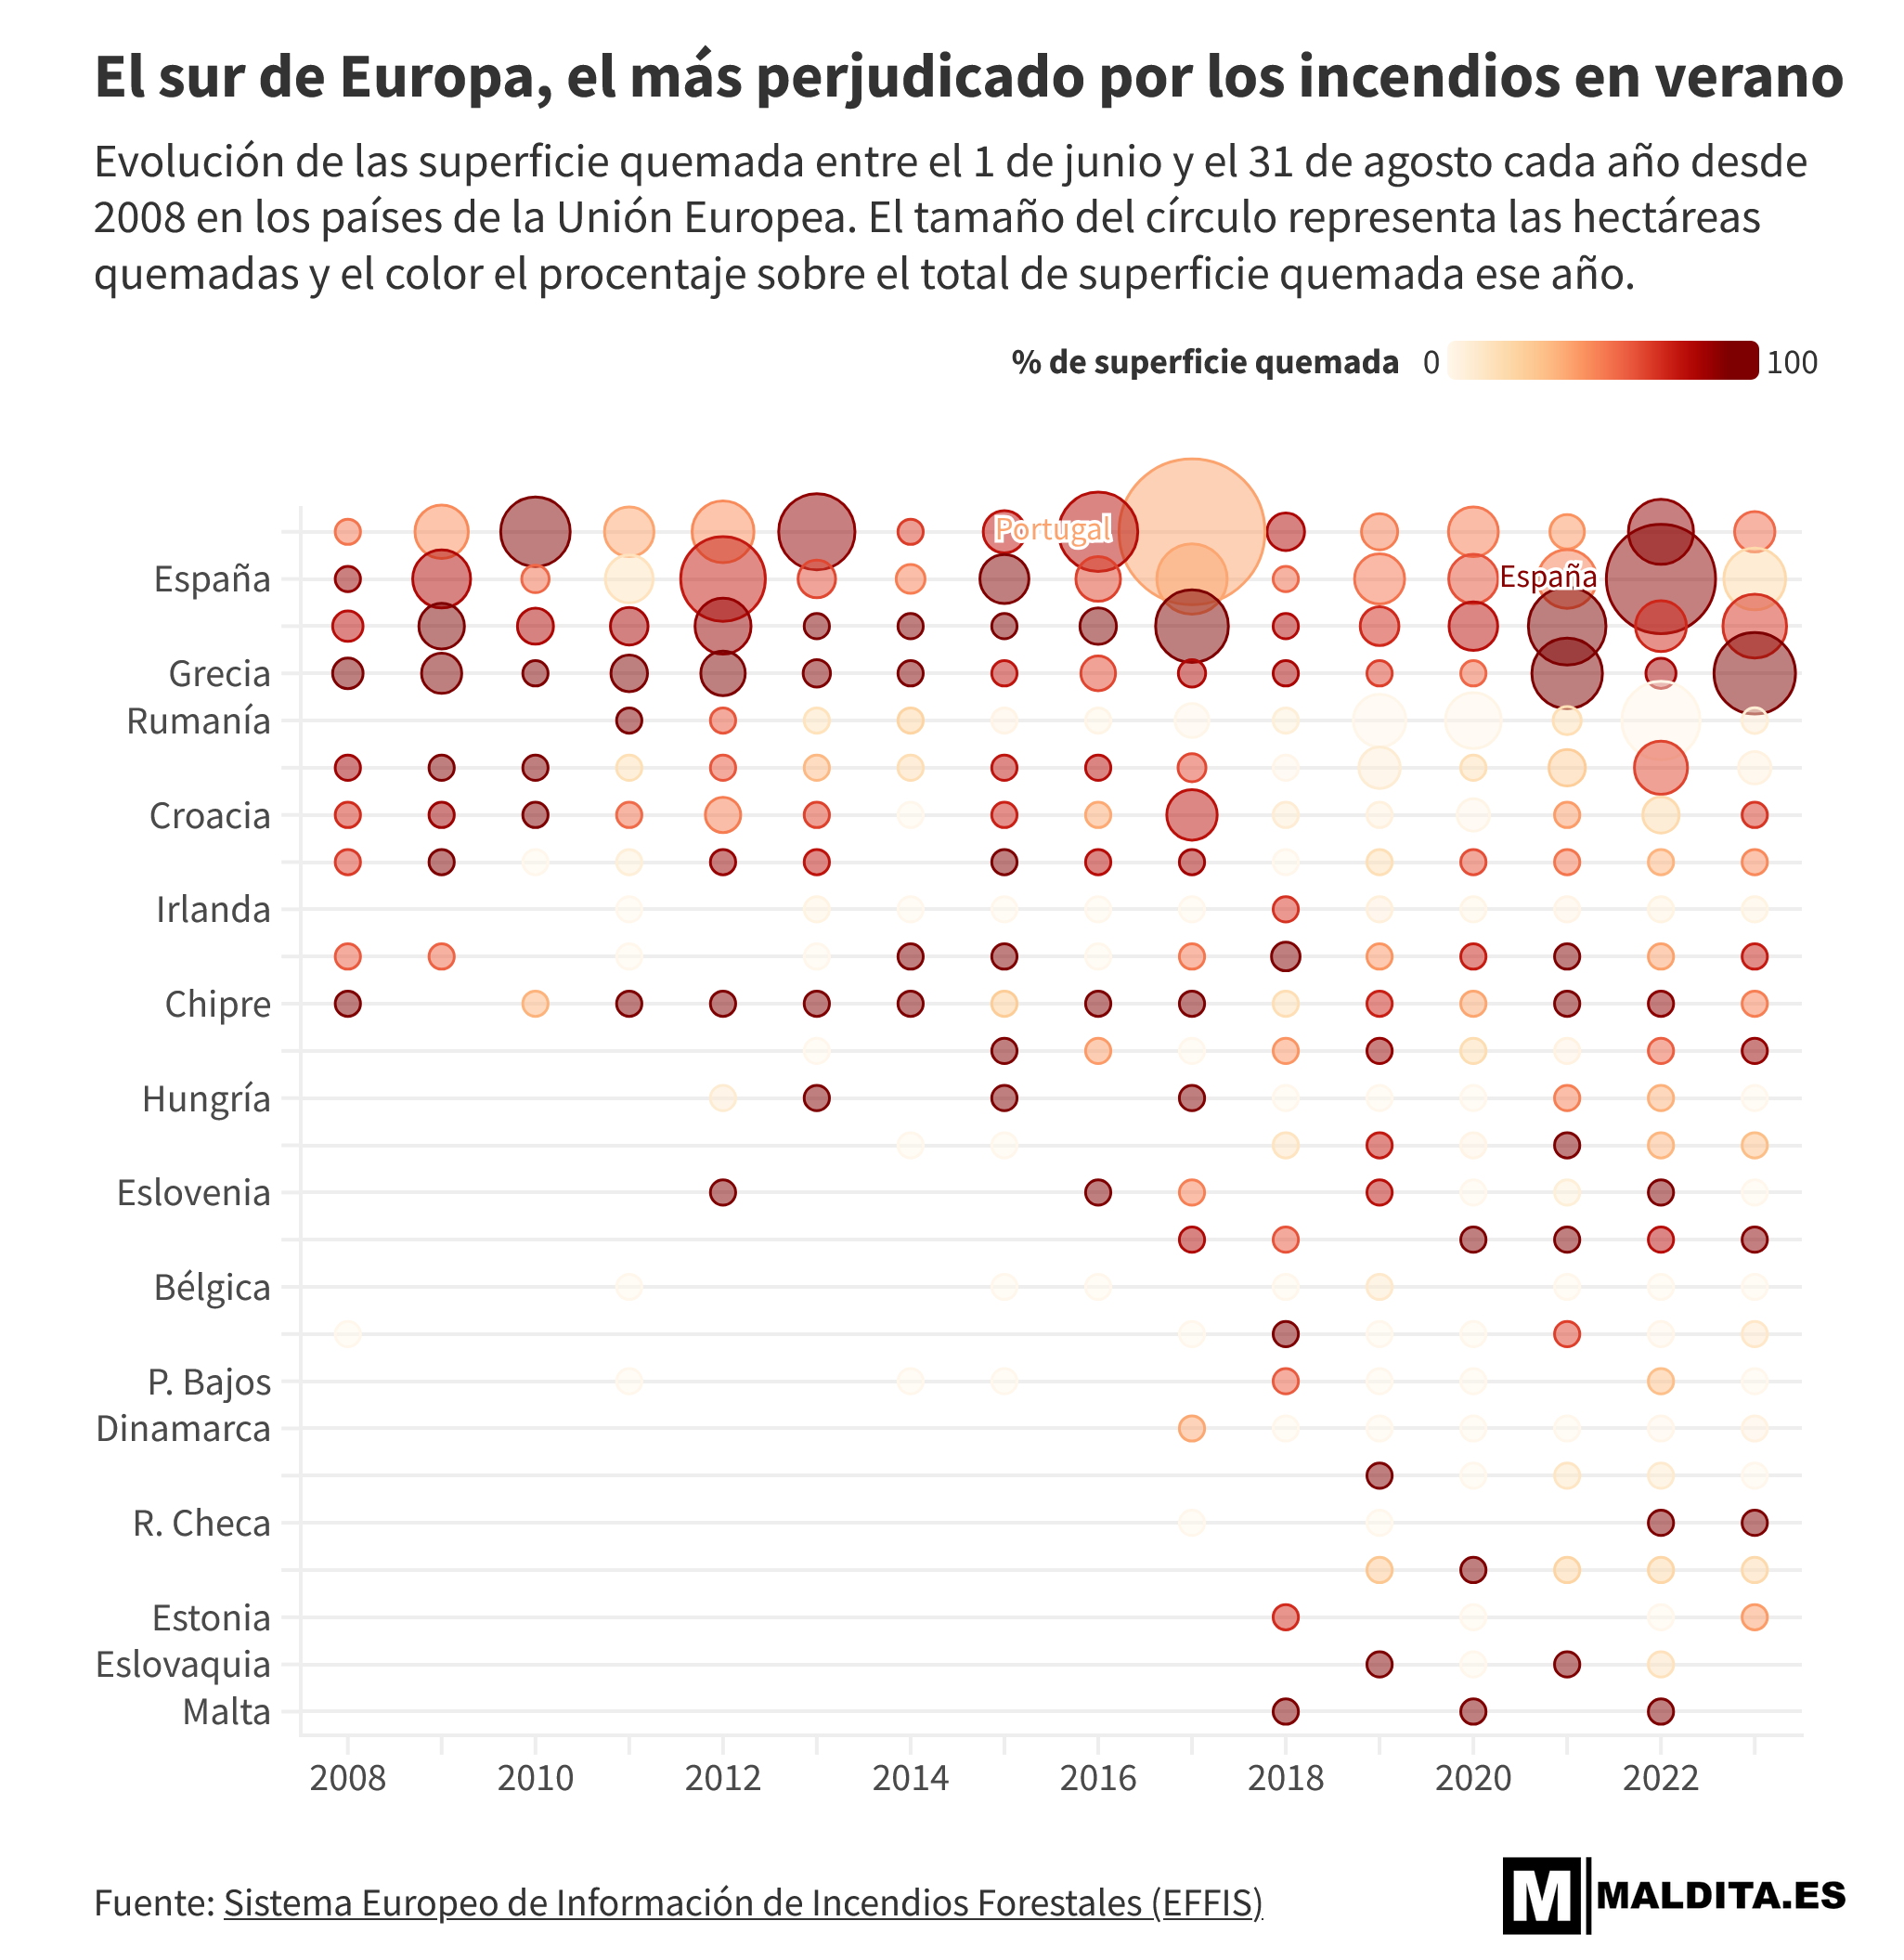 El sur de Europa, el más perjudicado por los incendios en verano
Evolución de las superficie quemada entre el 1 de junio y el 31 de agosto cada año desde
2008 en los países de la Unión Europea. El tamaño del círculo representa las hectáreas
quemadas y el color el procentaje sobre el total de superficie quemada ese año.
% de superficie quemada 0 100
Portugal
España
España
Grecia
Rumanía
Croacia
Irlanda
Chipre
Hungría
Eslovenia
Bélgica
P. Bajos
Dinamarca
R. Checa
Estonia
Eslovaquia
Malta
2008 2010 2012 2014 2016 2018 2020 2022
Fuente: Sistema Europeo de Información de Incendios Forestales (EFFIS)
M MALDITA.ES